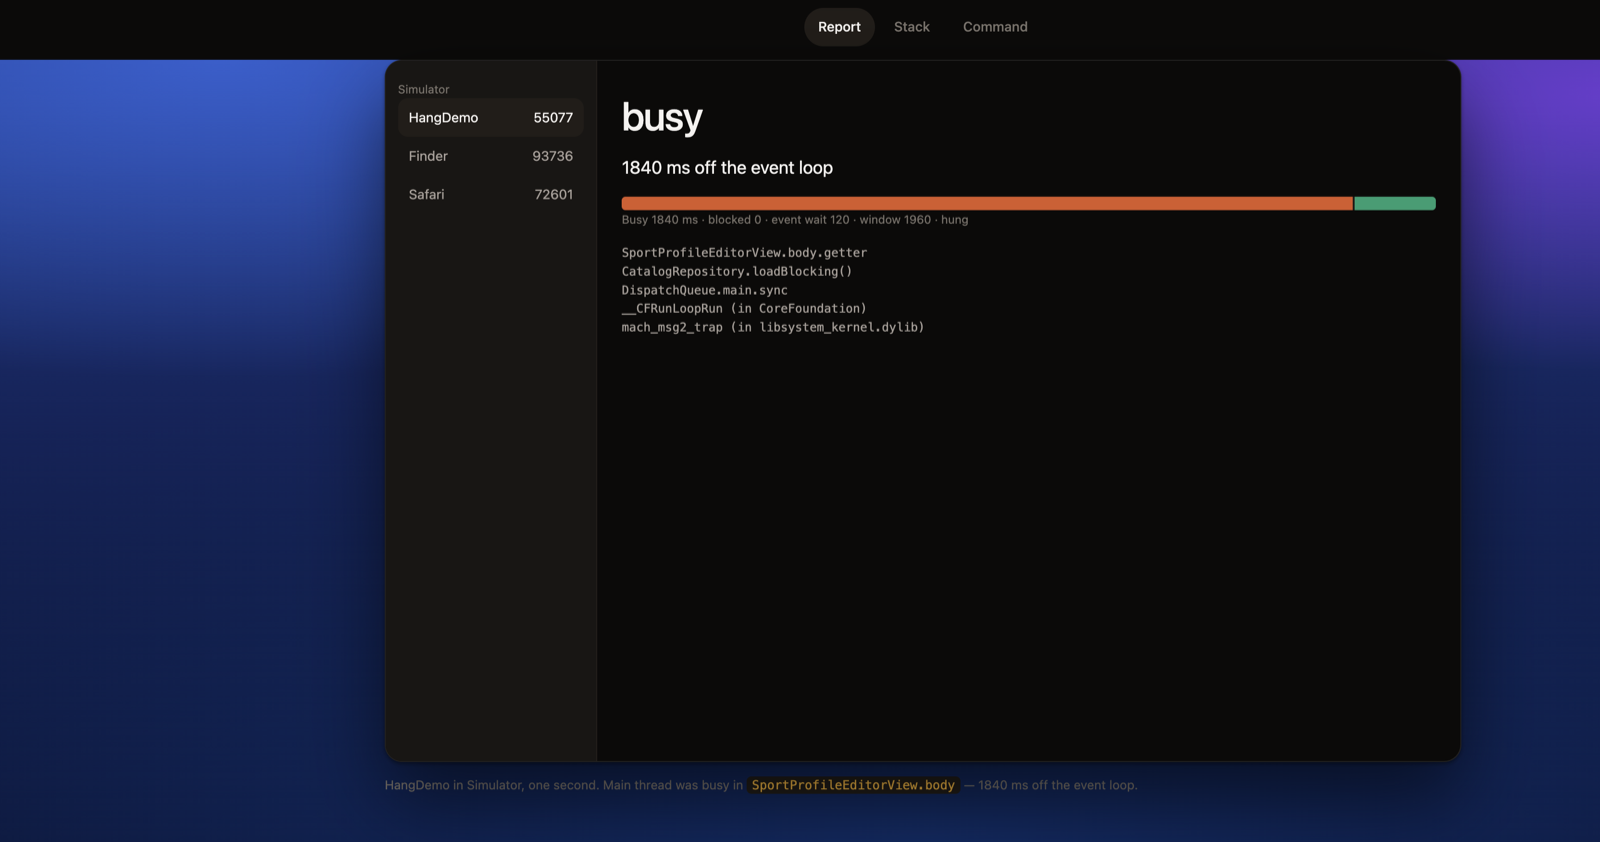 Report Stack Command
Simulator
HangDemo 55077
Finder 93736
Safari 72601
busy
1840 ms off the event loop
Busy 1840 ms · blocked 0 · event wait 120 · window 1960 · hung
SportProfileEditorView.body.getter
CatalogRepository.loadBlocking()
DispatchQueue.main.sync
__CFRunLoopRun (in CoreFoundation)
mach_msg2_trap (in libsystem_kernel.dylib)
HangDemo in Simulator, one second. Main thread was busy in SportProfileEditorView.body — 1840 ms off the event loop.